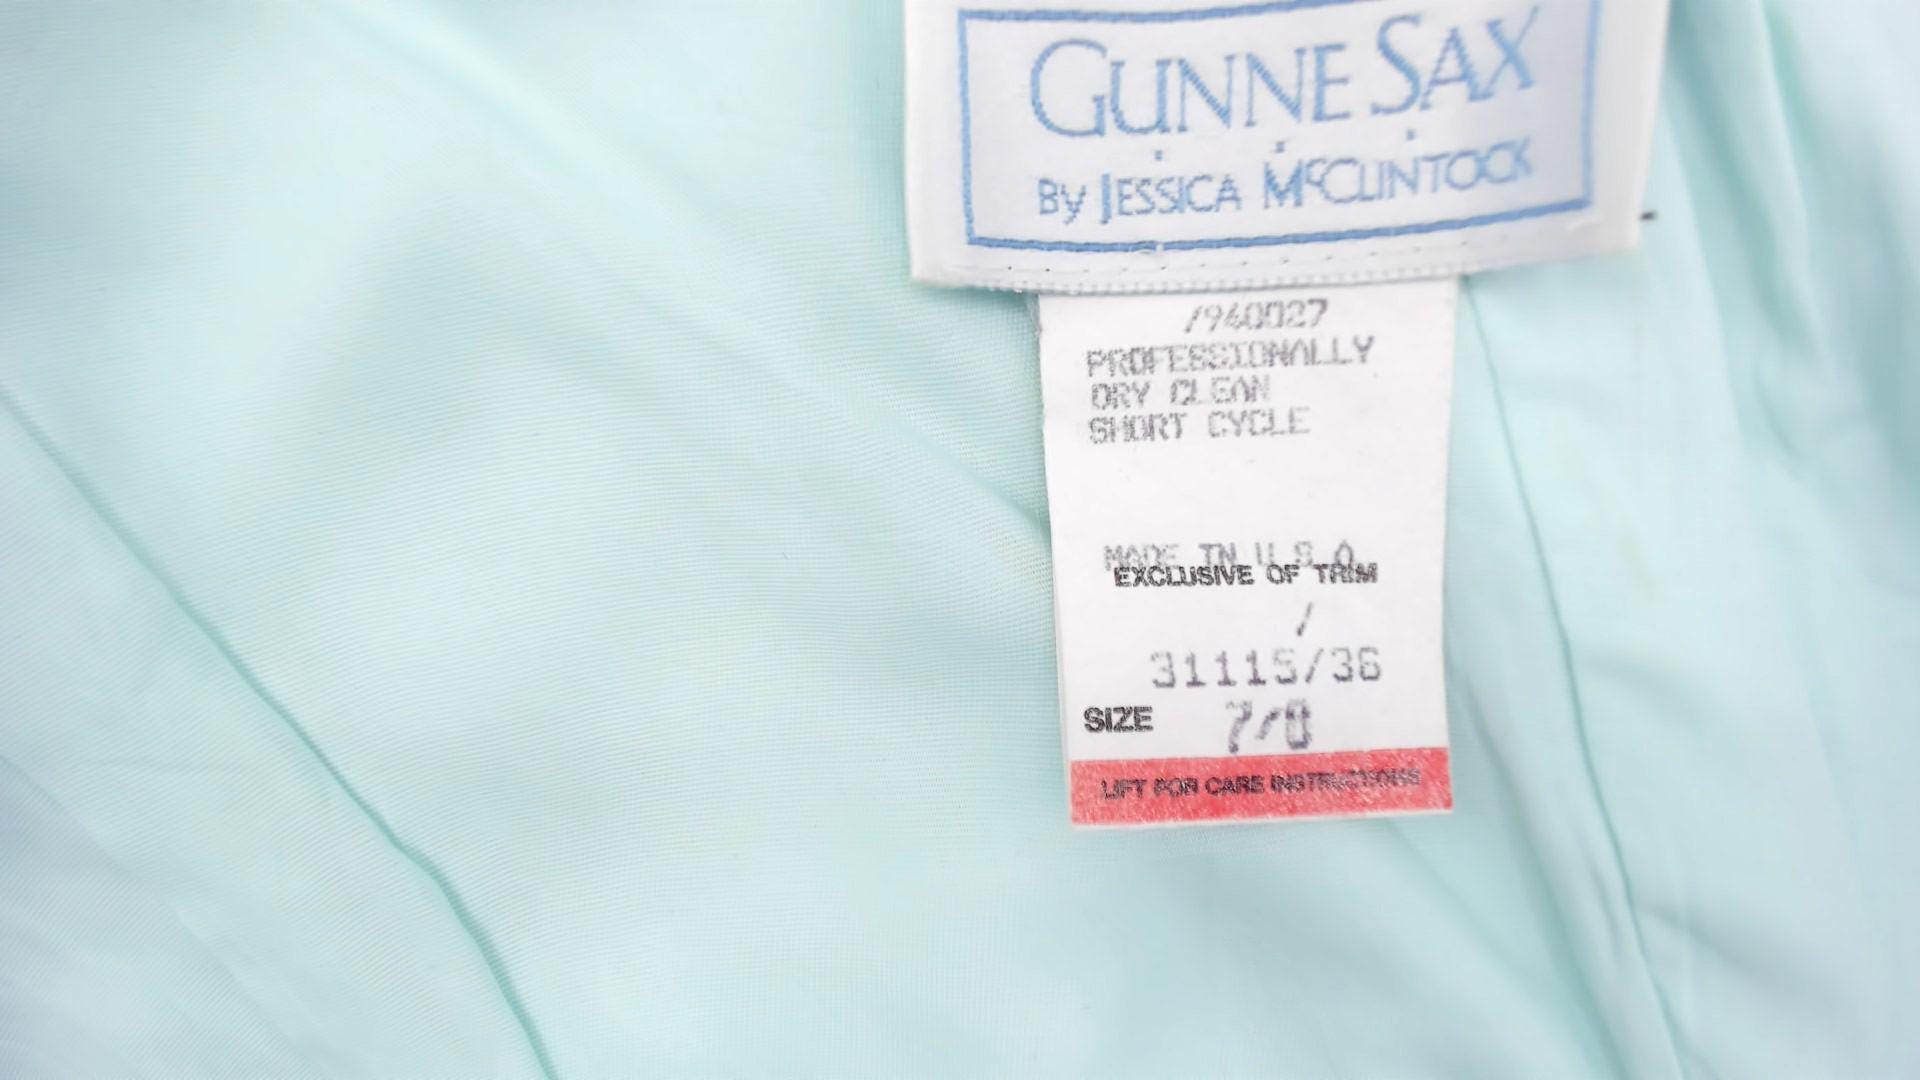 GUNNE SAX
BY JESSICA McCLINTOCK
/940027
PROFESSIONALLY
DRY CLEAN
SHORT CYCLE
MADE IN U.S.A.
EXCLUSIVE OF TRIM
/
31115/36
SIZE 7/8
LIFT FOR CARE INSTRUCTIONS